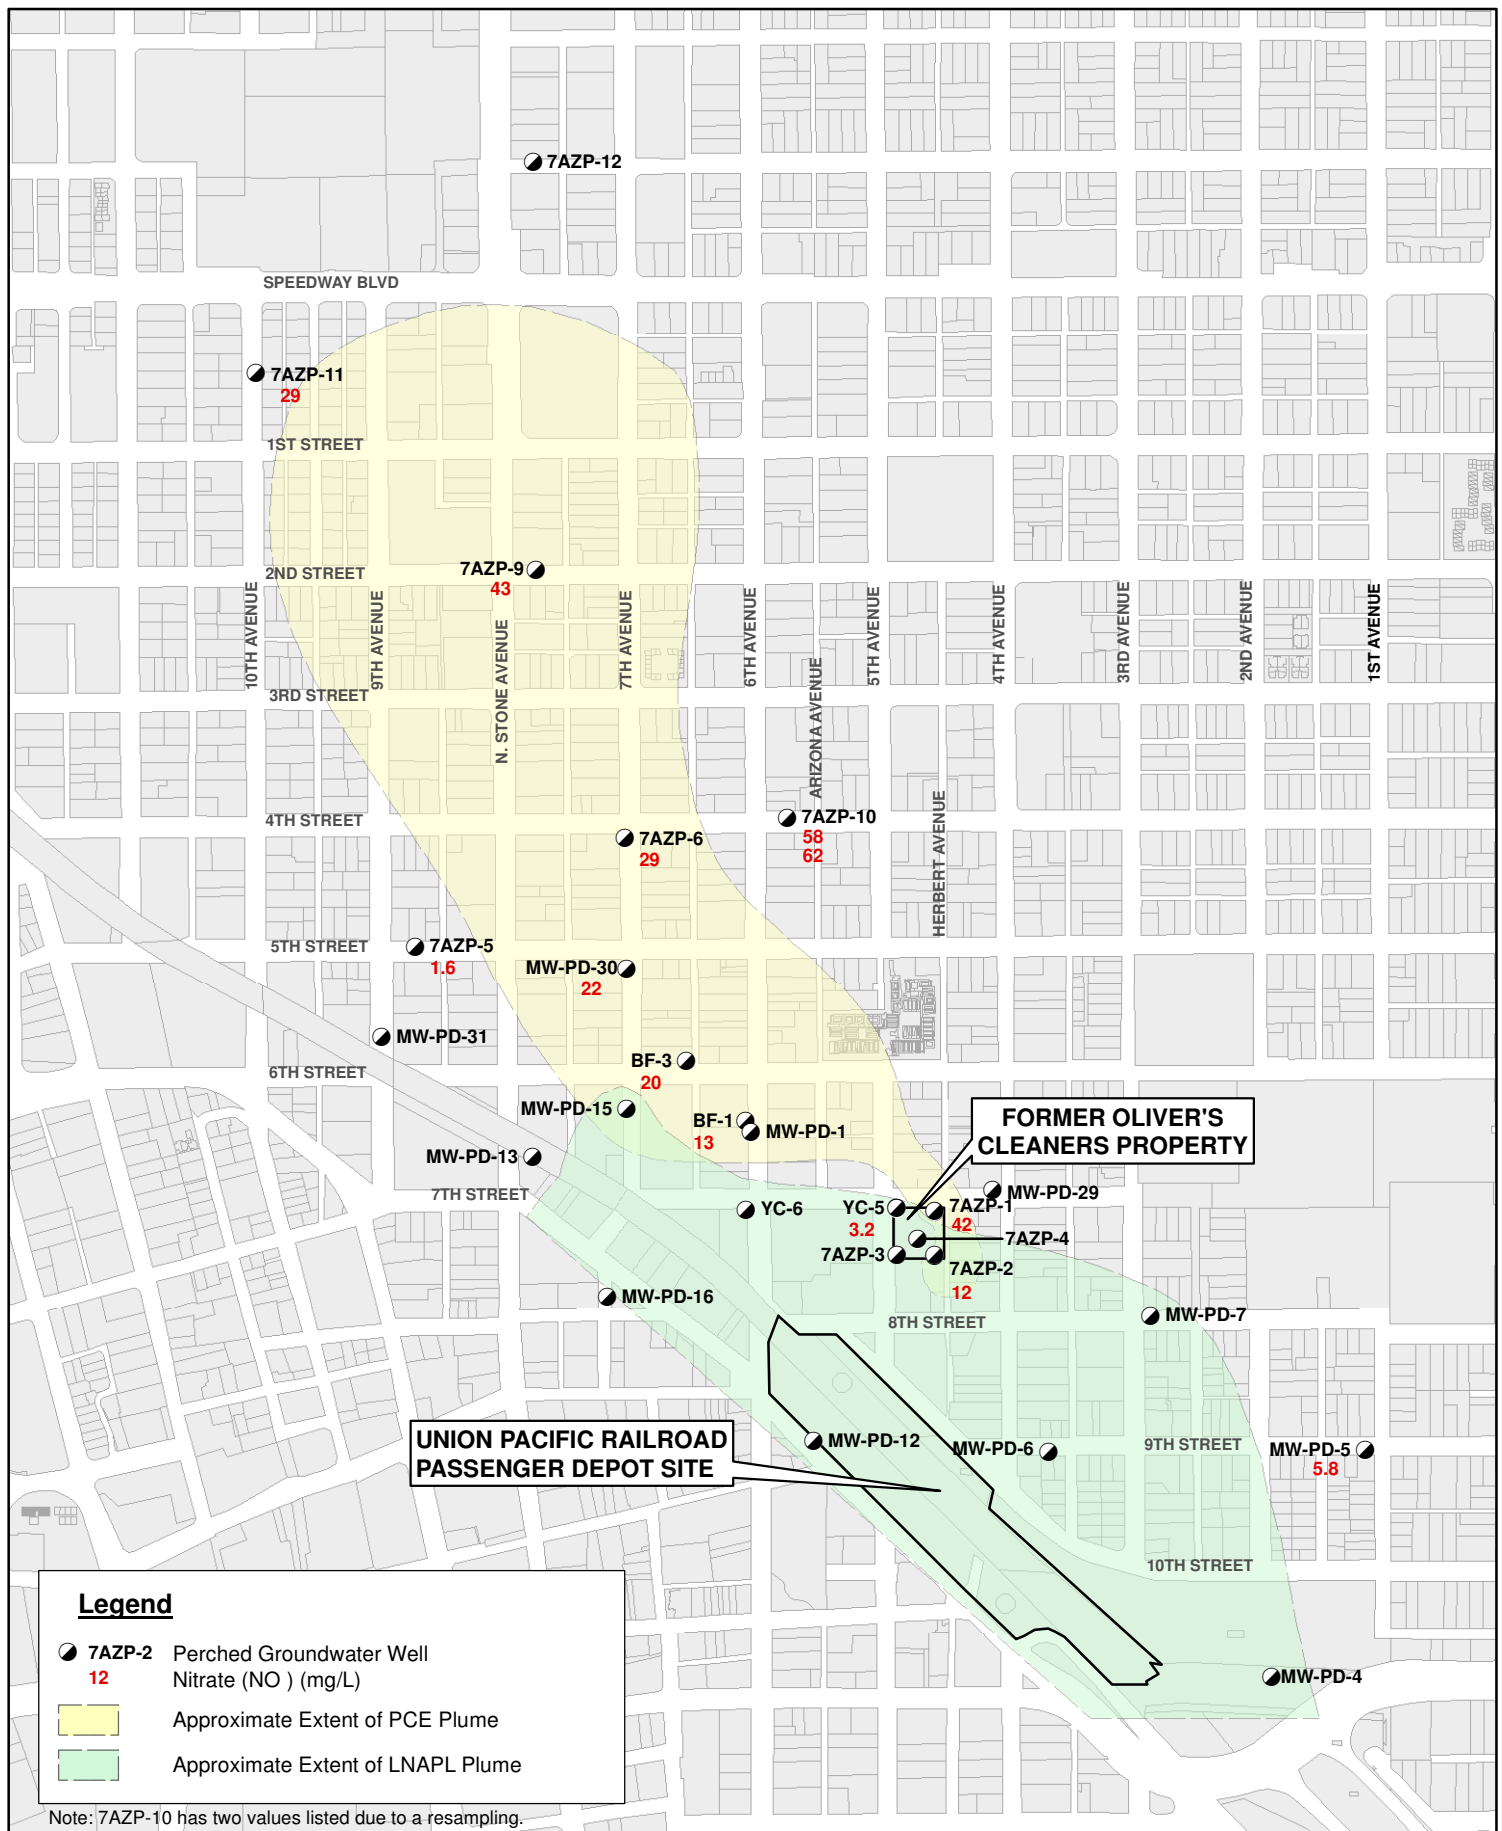 7AZP-12
SPEEDWAY BLVD
7AZP-11
29
1ST STREET
7AZP-9
43
2ND STREET
10TH AVENUE
9TH AVENUE
N. STONE AVENUE
7TH AVENUE
6TH AVENUE
ARIZONA AVENUE
5TH AVENUE
HERBERT AVENUE
4TH AVENUE
3RD AVENUE
2ND AVENUE
1ST AVENUE
3RD STREET
4TH STREET
7AZP-10
58
62
7AZP-6
29
5TH STREET
7AZP-5
1.6
MW-PD-30
22
MW-PD-31
6TH STREET
BF-3
20
MW-PD-15
BF-1
13
MW-PD-1
FORMER OLIVER'S
CLEANERS PROPERTY
MW-PD-13
7TH STREET
MW-PD-29
YC-6
YC-5
3.2
7AZP-1
42
7AZP-4
7AZP-3
7AZP-2
12
MW-PD-16
8TH STREET
MW-PD-7
UNION PACIFIC RAILROAD
PASSENGER DEPOT SITE
MW-PD-12
MW-PD-6
9TH STREET
MW-PD-5
5.8
10TH STREET
MW-PD-4
Legend
7AZP-2 Perched Groundwater Well
12 Nitrate (NO ) (mg/L)
Approximate Extent of PCE Plume
Approximate Extent of LNAPL Plume
Note: 7AZP-10 has two values listed due to a resampling.